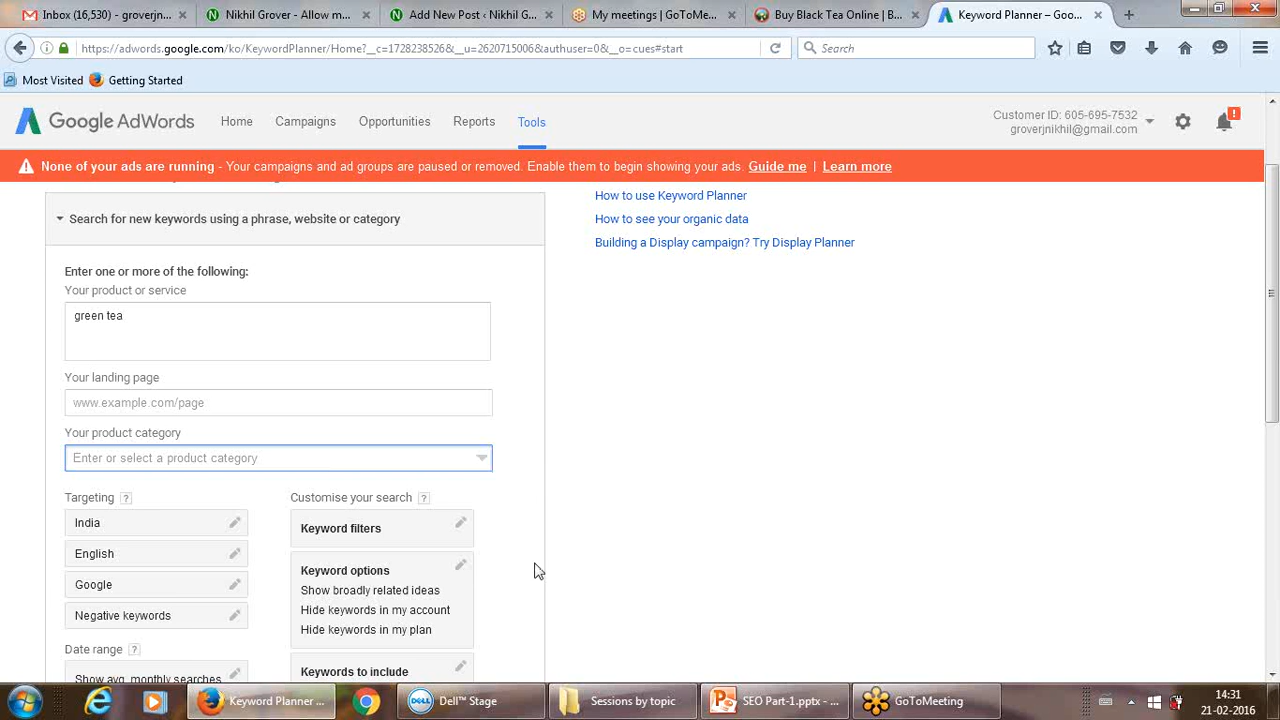 Inbox (16,530) - groverjn...
Nikhil Grover - Allow m...
Add New Post ‹ Nikhil G...
My meetings | GoToMe...
Buy Black Tea Online | B...
Keyword Planner – Goo...
https://adwords.google.com/ko/KeywordPlanner/Home?__c=1728238526&__u=2620715006&authuser=0&__o=cues#start
Search
Most Visited
Getting Started
Google AdWords
Home
Campaigns
Opportunities
Reports
Tools
Customer ID: 605-695-7532
groverjnikhil@gmail.com
None of your ads are running - Your campaigns and ad groups are paused or removed. Enable them to begin showing your ads. Guide me | Learn more
Search for new keywords using a phrase, website or category
How to use Keyword Planner
How to see your organic data
Building a Display campaign? Try Display Planner
Enter one or more of the following:
Your product or service
green tea
Your landing page
www.example.com/page
Your product category
Enter or select a product category
Targeting ?
India
English
Google
Negative keywords
Date range ?
Show avg. monthly searches
Customise your search ?
Keyword filters
Keyword options
Show broadly related ideas
Hide keywords in my account
Hide keywords in my plan
Keywords to include
Keyword Planner ...
Dell™ Stage
Sessions by topic
SEO Part-1.pptx - ...
GoToMeeting
14:31
21-02-2016